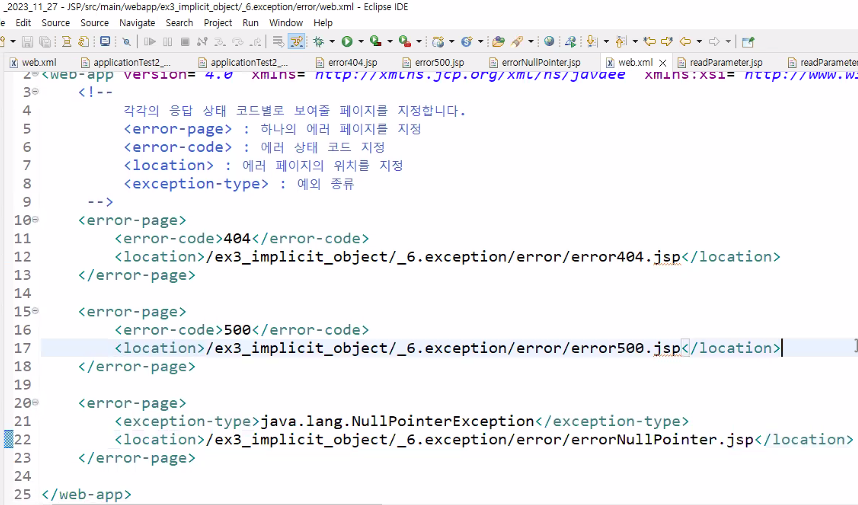 _2023_11_27 - JSP/src/main/webapp/ex3_implicit_object/_6.exception/error/web.xml - Eclipse IDE
Edit Source Source Refactor Navigate Search Project Run Window Help
web.xml applicationTest2_... applicationTest2_... error404.jsp error500.jsp errorNullPointer.jsp web.xml readParameter.jsp readParameter
2 <web-app version="4.0" xmlns="http://xmlns.jcp.org/xml/ns/javaee" xmlns:xsi="http://www.w3
3 <!--
4 각각의 응답 상태 코드별로 보여줄 페이지를 지정합니다.
5 <error-page> : 하나의 에러 페이지를 지정
6 <error-code> : 에러 상태 코드 지정
7 <location> : 에러 페이지의 위치를 지정
8 <exception-type> : 예외 종류
9 -->
10 <error-page>
11 <error-code>404</error-code>
12 <location>/ex3_implicit_object/_6.exception/error/error404.jsp</location>
13 </error-page>
14
15 <error-page>
16 <error-code>500</error-code>
17 <location>/ex3_implicit_object/_6.exception/error/error500.jsp</location>
18 </error-page>
19
20 <error-page>
21 <exception-type>java.lang.NullPointerException</exception-type>
22 <location>/ex3_implicit_object/_6.exception/error/errorNullPointer.jsp</location>
23 </error-page>
24
25 </web-app>